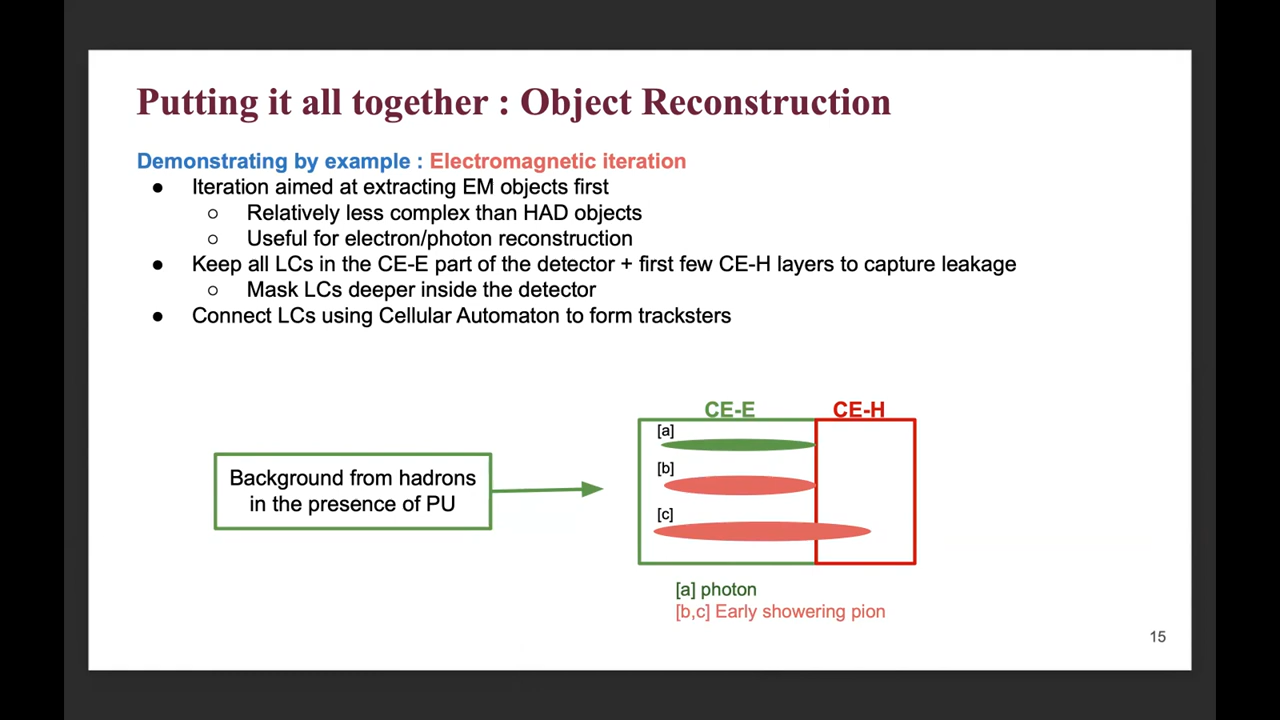 Putting it all together : Object Reconstruction
Demonstrating by example : Electromagnetic iteration
● Iteration aimed at extracting EM objects first
○ Relatively less complex than HAD objects
○ Useful for electron/photon reconstruction
● Keep all LCs in the CE-E part of the detector + first few CE-H layers to capture leakage
○ Mask LCs deeper inside the detector
● Connect LCs using Cellular Automaton to form tracksters
Background from hadrons
in the presence of PU
CE-E
CE-H
[a]
[b]
[c]
[a] photon
[b,c] Early showering pion
15